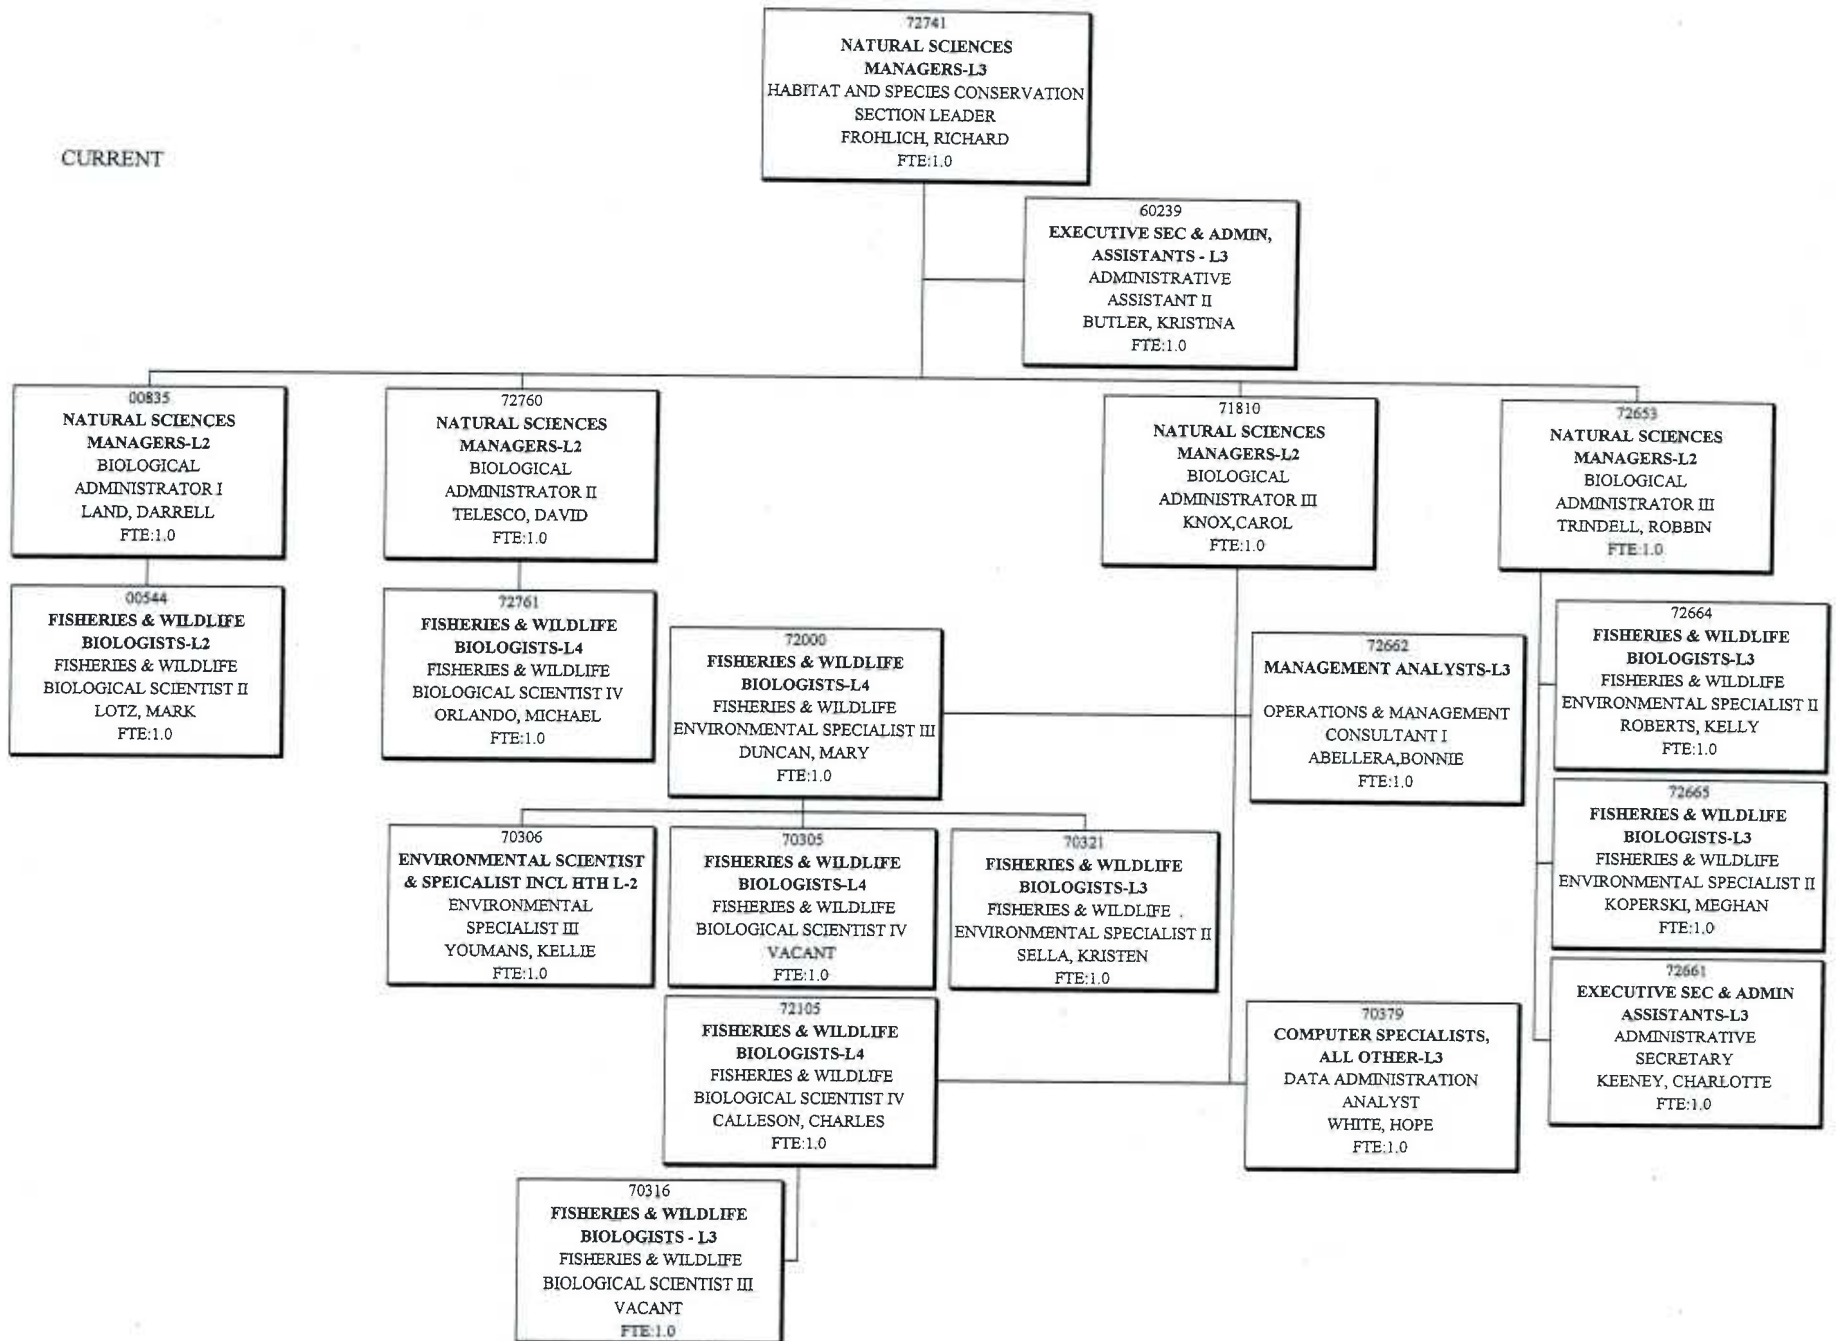 72741
NATURAL SCIENCES
MANAGERS-L3
HABITAT AND SPECIES CONSERVATION
SECTION LEADER
FROHLICH, RICHARD
FTE:1.0
CURRENT
60239
EXECUTIVE SEC & ADMIN,
ASSISTANTS - L3
ADMINISTRATIVE
ASSISTANT II
BUTLER, KRISTINA
FTE:1.0
00835
NATURAL SCIENCES
MANAGERS-L2
BIOLOGICAL
ADMINISTRATOR I
LAND, DARRELL
FTE:1.0
72760
NATURAL SCIENCES
MANAGERS-L2
BIOLOGICAL
ADMINISTRATOR II
TELESCO, DAVID
FTE:1.0
71810
NATURAL SCIENCES
MANAGERS-L2
BIOLOGICAL
ADMINISTRATOR III
KNOX,CAROL
FTE:1.0
72653
NATURAL SCIENCES
MANAGERS-L2
BIOLOGICAL
ADMINISTRATOR III
TRINDELL, ROBBIN
FTE:1.0
00544
FISHERIES & WILDLIFE
BIOLOGISTS-L2
FISHERIES & WILDLIFE
BIOLOGICAL SCIENTIST II
LOTZ, MARK
FTE:1.0
72761
FISHERIES & WILDLIFE
BIOLOGISTS-L4
FISHERIES & WILDLIFE
BIOLOGICAL SCIENTIST IV
ORLANDO, MICHAEL
FTE:1.0
72000
FISHERIES & WILDLIFE
BIOLOGISTS-L4
FISHERIES & WILDLIFE
ENVIRONMENTAL SPECIALIST III
DUNCAN, MARY
FTE:1.0
72662
MANAGEMENT ANALYSTS-L3
OPERATIONS & MANAGEMENT
CONSULTANT I
ABELLERA,BONNIE
FTE:1.0
72664
FISHERIES & WILDLIFE
BIOLOGISTS-L3
FISHERIES & WILDLIFE
ENVIRONMENTAL SPECIALIST II
ROBERTS, KELLY
FTE:1.0
72665
FISHERIES & WILDLIFE
BIOLOGISTS-L3
FISHERIES & WILDLIFE
ENVIRONMENTAL SPECIALIST II
KOPERSKI, MEGHAN
FTE:1.0
70306
ENVIRONMENTAL SCIENTIST
& SPEICALIST INCL HTH L-2
ENVIRONMENTAL
SPECIALIST III
YOUMANS, KELLIE
FTE:1.0
70305
FISHERIES & WILDLIFE
BIOLOGISTS-L4
FISHERIES & WILDLIFE
BIOLOGICAL SCIENTIST IV
VACANT
FTE:1.0
70321
FISHERIES & WILDLIFE
BIOLOGISTS-L3
FISHERIES & WILDLIFE
ENVIRONMENTAL SPECIALIST II
SELLA, KRISTEN
FTE:1.0
72661
EXECUTIVE SEC & ADMIN
ASSISTANTS-L3
ADMINISTRATIVE
SECRETARY
KEENEY, CHARLOTTE
FTE:1.0
72105
FISHERIES & WILDLIFE
BIOLOGISTS-L4
FISHERIES & WILDLIFE
BIOLOGICAL SCIENTIST IV
CALLESON, CHARLES
FTE:1.0
70379
COMPUTER SPECIALISTS,
ALL OTHER-L3
DATA ADMINISTRATION
ANALYST
WHITE, HOPE
FTE:1.0
70316
FISHERIES & WILDLIFE
BIOLOGISTS - L3
FISHERIES & WILDLIFE
BIOLOGICAL SCIENTIST III
VACANT
FTE:1.0